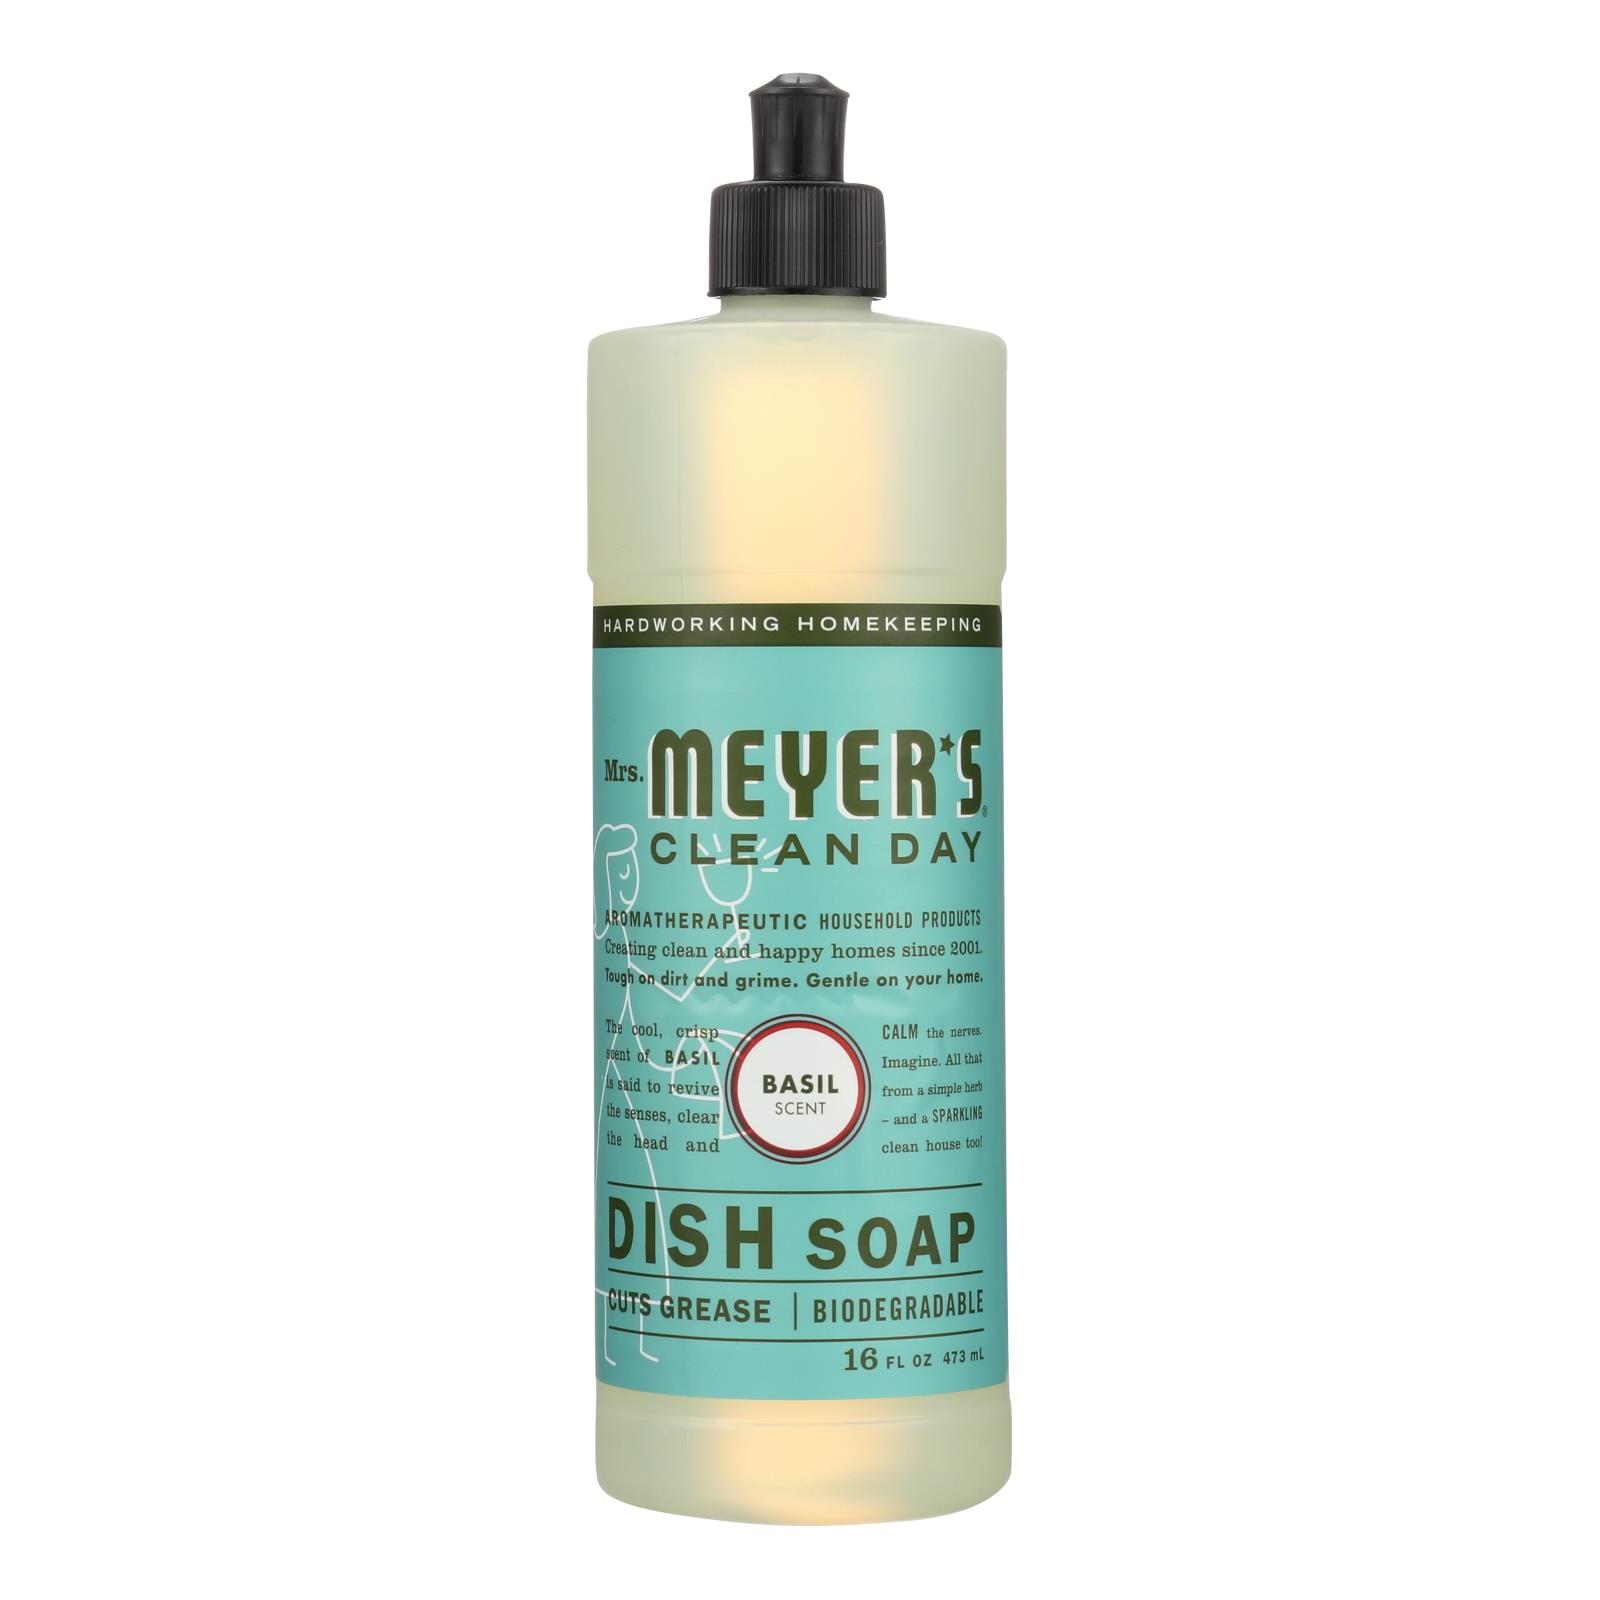 HARDWORKING HOMEKEEPING
Mrs. MEYER'S®
CLEAN DAY
AROMATHERAPEUTIC HOUSEHOLD PRODUCTS
Creating clean and happy homes since 2001.
Tough on dirt and grime. Gentle on your home.
The cool, crisp
scent of BASIL
is said to revive
the senses, clear
the head and
BASIL
SCENT
CALM the nerves.
Imagine. All that
from a simple herb
– and a SPARKLING
clean house too!
DISH SOAP
CUTS GREASE | BIODEGRADABLE
16 FL OZ 473 mL